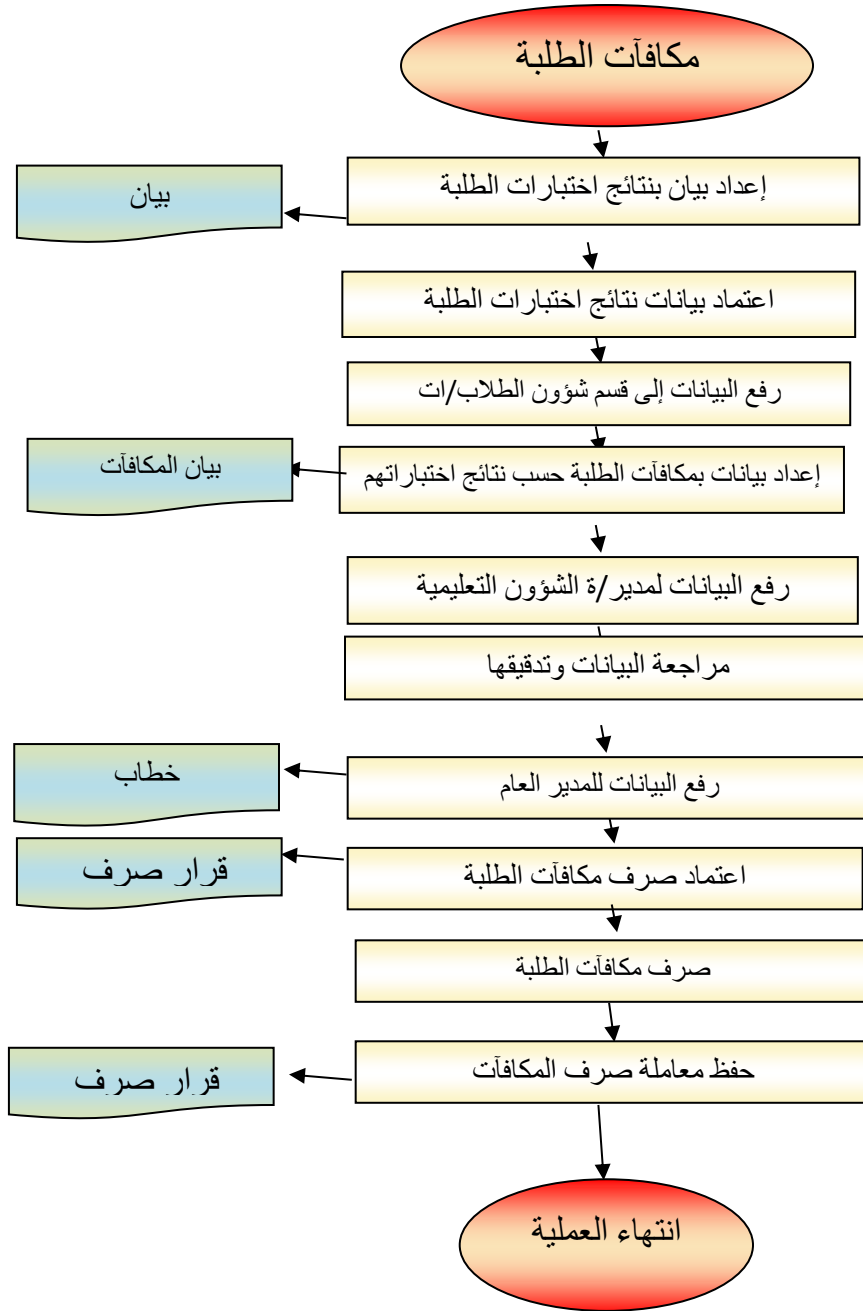 مكافآت الطلبة
إعداد بيان بنتائج اختبارات الطلبة
بيان
اعتماد بيانات نتائج اختبارات الطلبة
رفع البيانات إلى قسم شؤون الطلاب/ات
إعداد بيانات بمكافآت الطلبة حسب نتائج اختباراتهم
بيان المكافآت
رفع البيانات لمدير/ة الشؤون التعليمية
مراجعة البيانات وتدقيقها
رفع البيانات للمدير العام
خطاب
اعتماد صرف مكافآت الطلبة
قرار صرف
صرف مكافآت الطلبة
حفظ معاملة صرف المكافآت
قرار صرف
انتهاء العملية